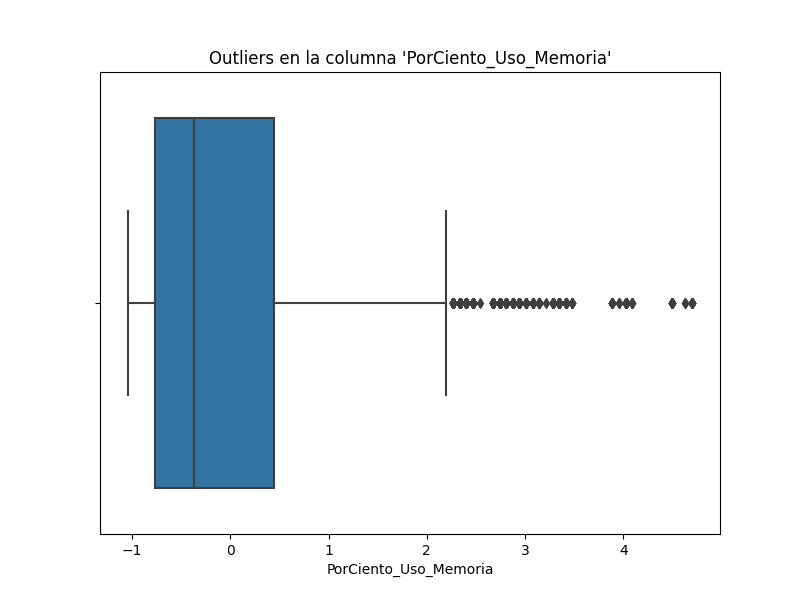 Outliers en la columna 'PorCiento_Uso_Memoria'
−1 0 1 2 3 4
PorCiento_Uso_Memoria